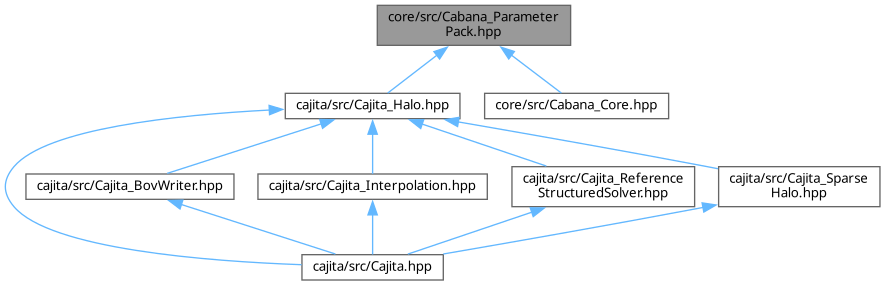 core/src/Cabana_Parameter
Pack.hpp
cajita/src/Cajita_Halo.hpp
core/src/Cabana_Core.hpp
cajita/src/Cajita_BovWriter.hpp
cajita/src/Cajita_Interpolation.hpp
cajita/src/Cajita_Reference
StructuredSolver.hpp
cajita/src/Cajita_Sparse
Halo.hpp
cajita/src/Cajita.hpp